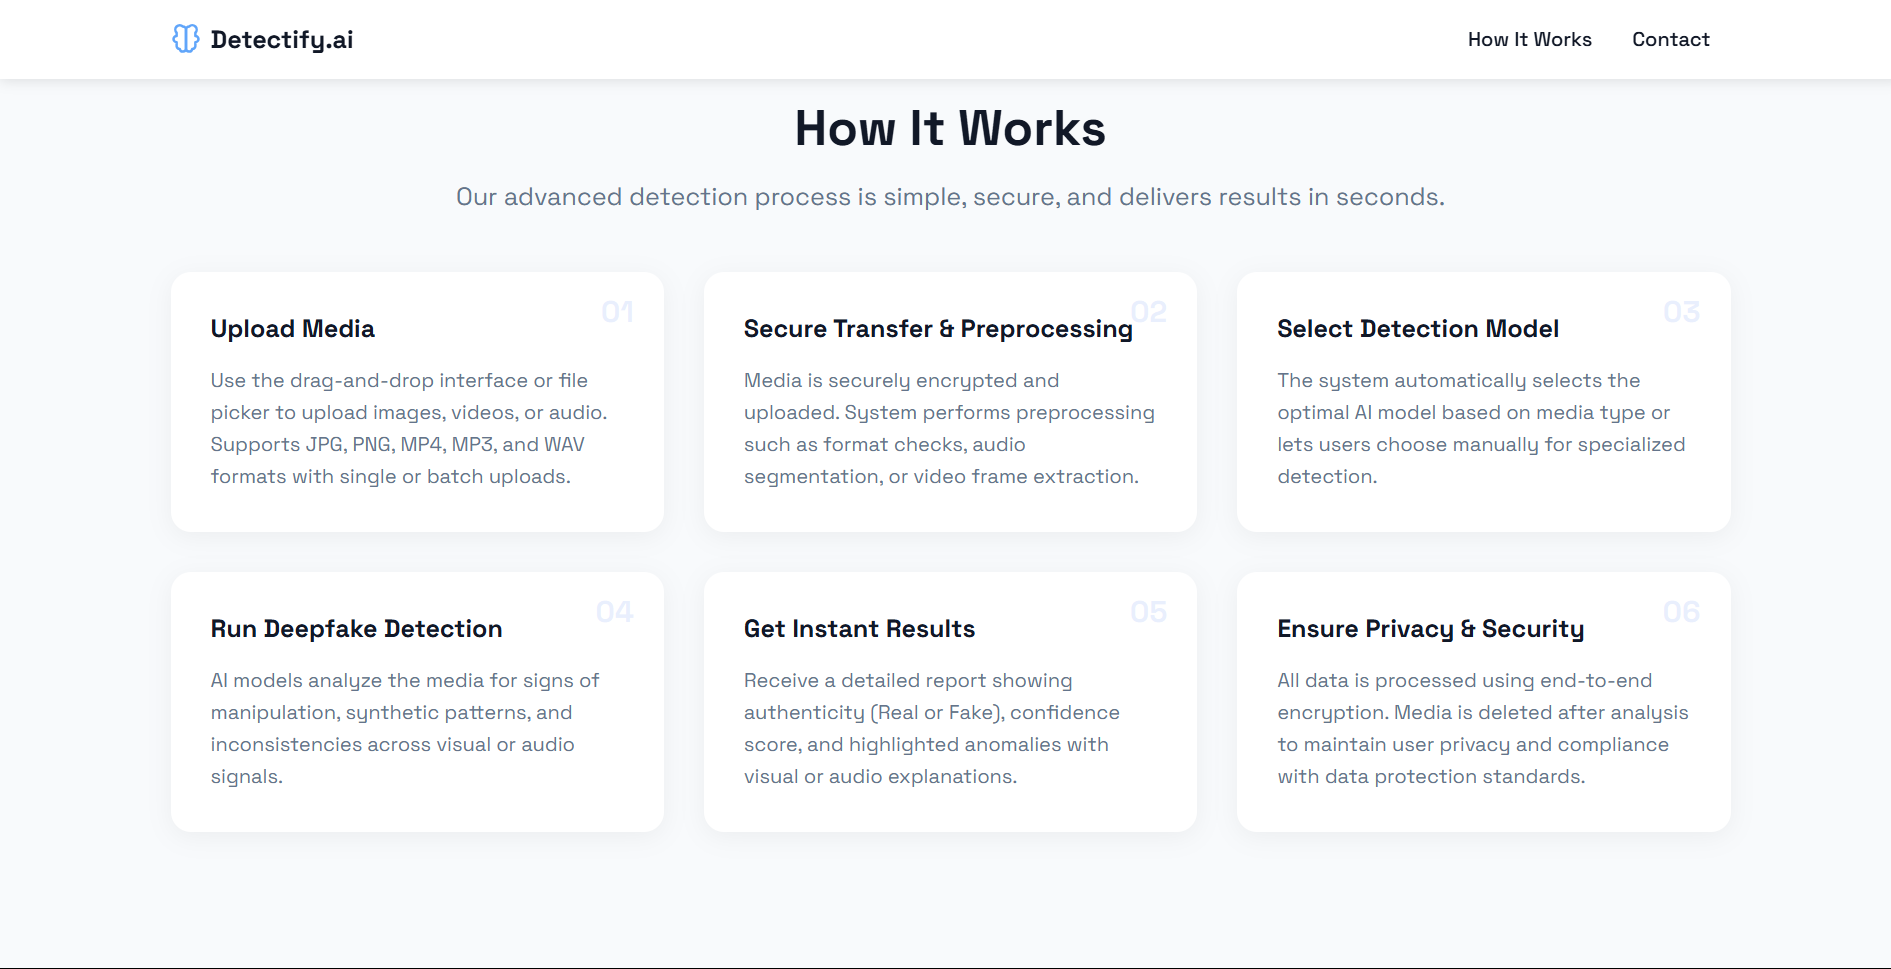 Detectify.ai
How It Works
Contact
How It Works
Our advanced detection process is simple, secure, and delivers results in seconds.
01
Upload Media
Use the drag-and-drop interface or file
picker to upload images, videos, or audio.
Supports JPG, PNG, MP4, MP3, and WAV
formats with single or batch uploads.
02
Secure Transfer & Preprocessing
Media is securely encrypted and
uploaded. System performs preprocessing
such as format checks, audio
segmentation, or video frame extraction.
03
Select Detection Model
The system automatically selects the
optimal AI model based on media type or
lets users choose manually for specialized
detection.
04
Run Deepfake Detection
AI models analyze the media for signs of
manipulation, synthetic patterns, and
inconsistencies across visual or audio
signals.
05
Get Instant Results
Receive a detailed report showing
authenticity (Real or Fake), confidence
score, and highlighted anomalies with
visual or audio explanations.
06
Ensure Privacy & Security
All data is processed using end-to-end
encryption. Media is deleted after analysis
to maintain user privacy and compliance
with data protection standards.